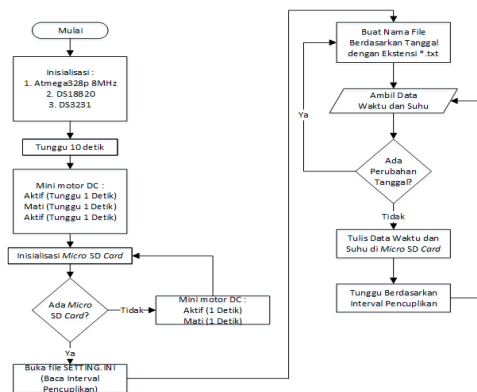 Mulai
Inisialisasi :
1. Atmega328p 8MHz
2. DS18B20
3. DS3231
Tunggu 10 detik
Mini motor DC :
Aktif (Tunggu 1 Detik)
Mati (Tunggu 1 Detik)
Aktif (Tunggu 1 Detik)
Inisialisasi Micro SD Card
Ada Micro
SD Card?
Tidak
Mini motor DC :
Aktif (1 Detik)
Mati (1 Detik)
Ya
Buka file SETTING.INI
(Baca Interval
Pencuplikan)
Buat Nama File
Berdasarkan Tanggal
dengan Ekstensi *.txt
Ambil Data
Waktu dan Suhu
Ya
Ada
Perubahan
Tanggal?
Tidak
Tulis Data Waktu dan
Suhu di Micro SD Card
Tunggu Berdasarkan
Interval Pencuplikan